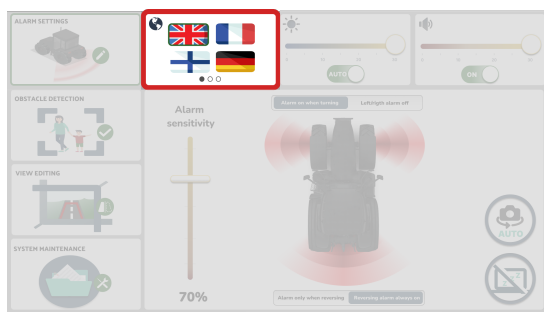 ALARM SETTINGS
AUTO
ON
OBSTACLE DETECTION
Alarm
sensitivity
Alarm on when turning
Left/right alarm off
VIEW EDITING
AUTO
SYSTEM MAINTENANCE
70%
Alarm only when reversing
Reversing alarm always on